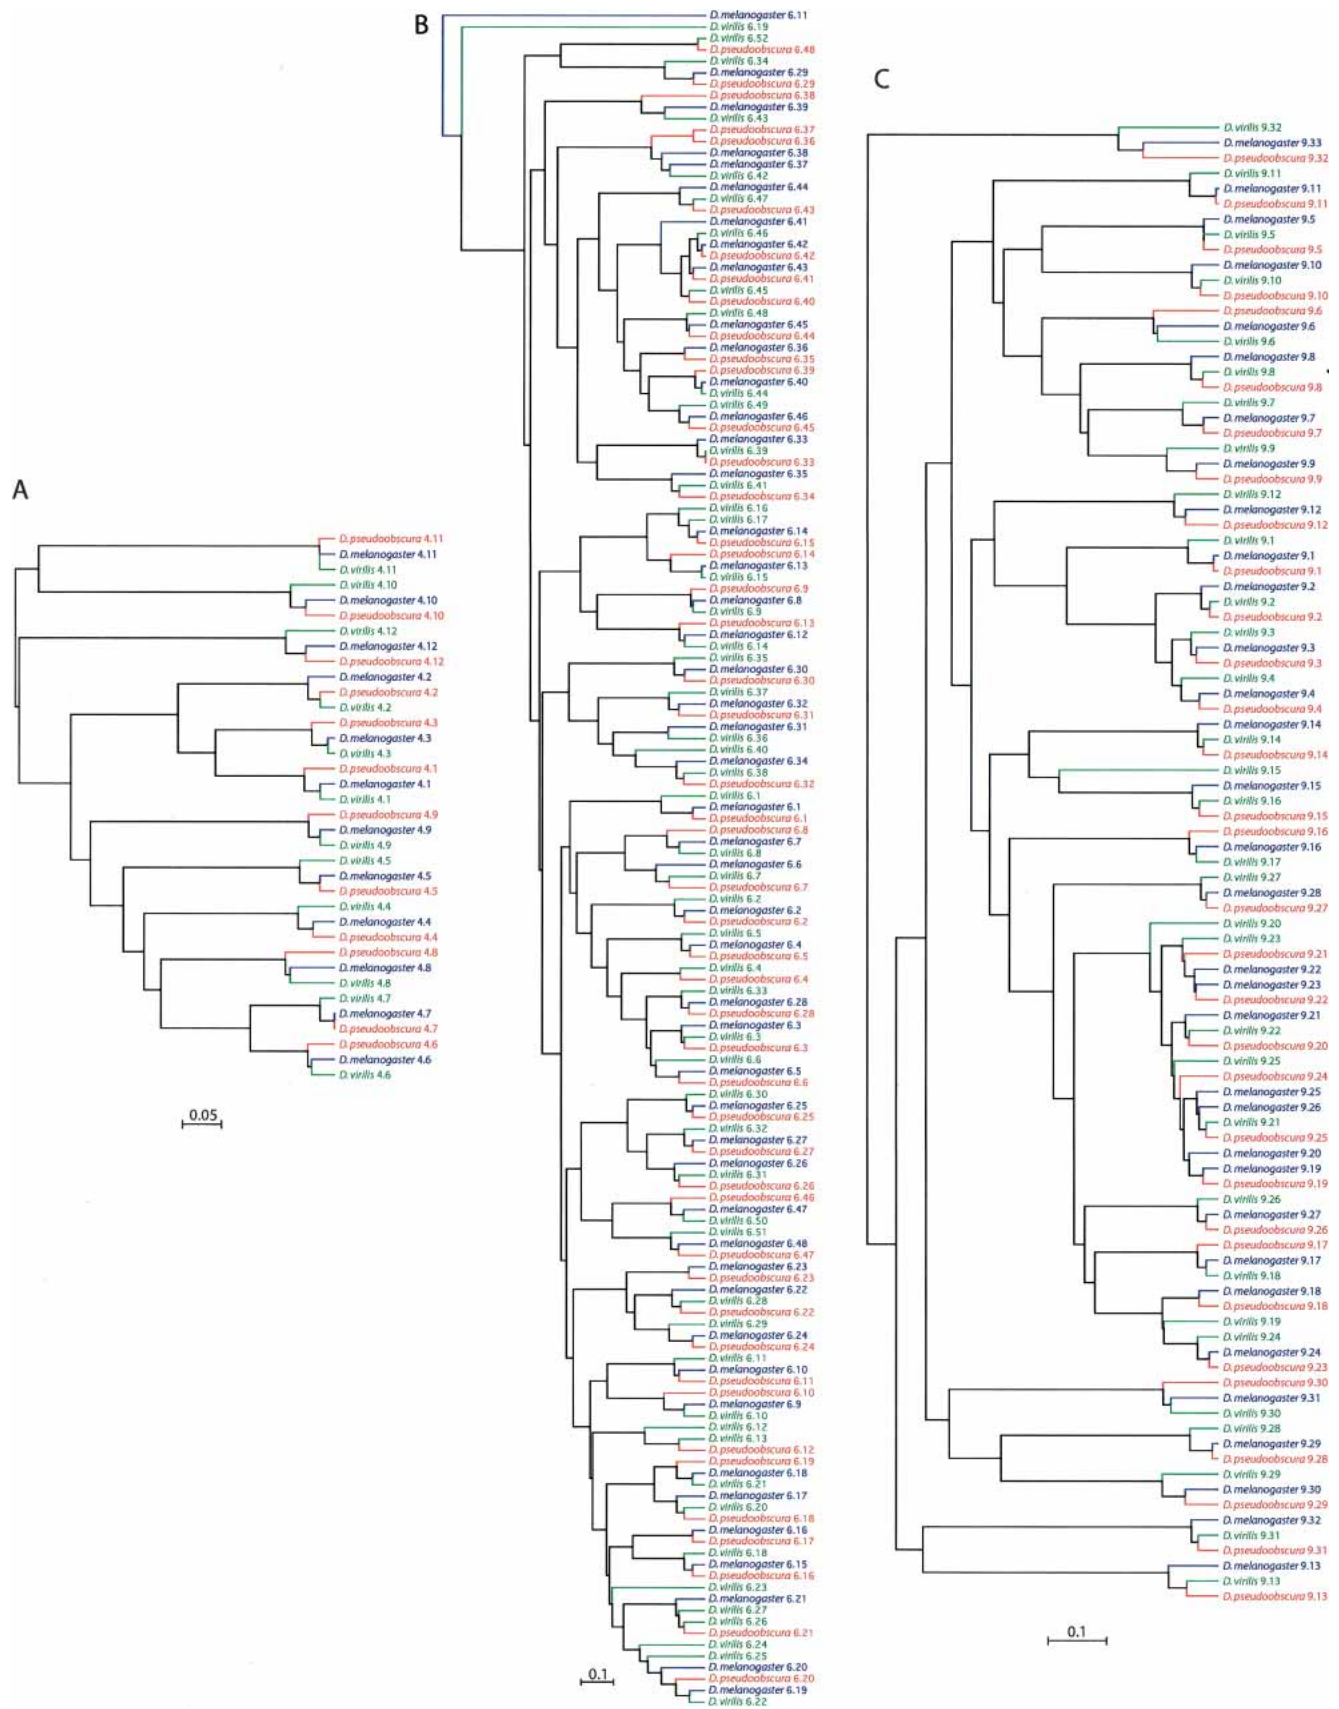 A
D. pseudoobscura 4.11
D. melanogaster 4.11
D. virilis 4.11
D. virilis 4.10
D. melanogaster 4.10
D. pseudoobscura 4.10
D. virilis 4.12
D. melanogaster 4.12
D. pseudoobscura 4.12
D. melanogaster 4.2
D. pseudoobscura 4.2
D. virilis 4.2
D. pseudoobscura 4.3
D. melanogaster 4.3
D. virilis 4.3
D. pseudoobscura 4.1
D. melanogaster 4.1
D. virilis 4.1
D. pseudoobscura 4.9
D. melanogaster 4.9
D. virilis 4.9
D. virilis 4.5
D. melanogaster 4.5
D. pseudoobscura 4.5
D. virilis 4.4
D. melanogaster 4.4
D. pseudoobscura 4.4
D. pseudoobscura 4.8
D. melanogaster 4.8
D. virilis 4.8
D. virilis 4.7
D. melanogaster 4.7
D. pseudoobscura 4.7
D. pseudoobscura 4.6
D. melanogaster 4.6
D. virilis 4.6
0.05
B
D. melanogaster 6.11
D. virilis 6.19
D. virilis 6.52
D. pseudoobscura 6.48
D. virilis 6.34
D. melanogaster 6.29
D. pseudoobscura 6.29
D. pseudoobscura 6.38
D. melanogaster 6.39
D. virilis 6.43
D. pseudoobscura 6.37
D. pseudoobscura 6.36
D. melanogaster 6.38
D. melanogaster 6.37
D. virilis 6.42
D. melanogaster 6.44
D. virilis 6.47
D. pseudoobscura 6.43
D. melanogaster 6.41
D. virilis 6.46
D. melanogaster 6.42
D. pseudoobscura 6.42
D. melanogaster 6.43
D. pseudoobscura 6.41
D. virilis 6.45
D. pseudoobscura 6.40
D. virilis 6.48
D. melanogaster 6.45
D. pseudoobscura 6.44
D. melanogaster 6.36
D. pseudoobscura 6.35
D. pseudoobscura 6.39
D. melanogaster 6.40
D. virilis 6.44
D. virilis 6.49
D. melanogaster 6.46
D. pseudoobscura 6.45
D. melanogaster 6.33
D. virilis 6.39
D. pseudoobscura 6.33
D. melanogaster 6.35
D. virilis 6.41
D. pseudoobscura 6.34
D. virilis 6.16
D. virilis 6.17
D. melanogaster 6.14
D. pseudoobscura 6.15
D. pseudoobscura 6.14
D. melanogaster 6.13
D. virilis 6.15
D. pseudoobscura 6.9
D. melanogaster 6.8
D. virilis 6.9
D. pseudoobscura 6.13
D. melanogaster 6.12
D. virilis 6.14
D. virilis 6.35
D. melanogaster 6.30
D. pseudoobscura 6.30
D. virilis 6.37
D. melanogaster 6.32
D. pseudoobscura 6.31
D. melanogaster 6.31
D. virilis 6.36
D. virilis 6.40
D. melanogaster 6.34
D. virilis 6.38
D. pseudoobscura 6.32
D. virilis 6.1
D. melanogaster 6.1
D. pseudoobscura 6.1
D. pseudoobscura 6.8
D. melanogaster 6.7
D. virilis 6.8
D. melanogaster 6.6
D. virilis 6.7
D. pseudoobscura 6.7
D. virilis 6.2
D. melanogaster 6.2
D. pseudoobscura 6.2
D. virilis 6.5
D. melanogaster 6.4
D. pseudoobscura 6.5
D. virilis 6.4
D. pseudoobscura 6.4
D. virilis 6.33
D. melanogaster 6.28
D. pseudoobscura 6.28
D. melanogaster 6.3
D. virilis 6.3
D. pseudoobscura 6.3
D. virilis 6.6
D. melanogaster 6.5
D. pseudoobscura 6.6
D. virilis 6.30
D. melanogaster 6.25
D. pseudoobscura 6.25
D. virilis 6.32
D. melanogaster 6.27
D. pseudoobscura 6.27
D. melanogaster 6.26
D. virilis 6.31
D. pseudoobscura 6.26
D. pseudoobscura 6.46
D. melanogaster 6.47
D. virilis 6.50
D. virilis 6.51
D. melanogaster 6.48
D. pseudoobscura 6.47
D. melanogaster 6.23
D. pseudoobscura 6.23
D. melanogaster 6.22
D. virilis 6.28
D. pseudoobscura 6.22
D. virilis 6.29
D. melanogaster 6.24
D. pseudoobscura 6.24
D. virilis 6.11
D. melanogaster 6.10
D. pseudoobscura 6.11
D. pseudoobscura 6.10
D. melanogaster 6.9
D. virilis 6.10
D. virilis 6.12
D. virilis 6.13
D. pseudoobscura 6.12
D. pseudoobscura 6.19
D. melanogaster 6.18
D. virilis 6.21
D. melanogaster 6.17
D. virilis 6.20
D. pseudoobscura 6.18
D. melanogaster 6.16
D. pseudoobscura 6.17
D. virilis 6.18
D. melanogaster 6.15
D. pseudoobscura 6.16
D. virilis 6.23
D. melanogaster 6.21
D. virilis 6.27
D. virilis 6.26
D. pseudoobscura 6.21
D. virilis 6.24
D. virilis 6.25
D. melanogaster 6.20
D. pseudoobscura 6.20
D. melanogaster 6.19
D. virilis 6.22
0.1
C
D. virilis 9.32
D. melanogaster 9.33
D. pseudoobscura 9.32
D. virilis 9.11
D. melanogaster 9.11
D. pseudoobscura 9.11
D. melanogaster 9.5
D. virilis 9.5
D. pseudoobscura 9.5
D. melanogaster 9.10
D. virilis 9.10
D. pseudoobscura 9.10
D. pseudoobscura 9.6
D. melanogaster 9.6
D. virilis 9.6
D. melanogaster 9.8
D. virilis 9.8
D. pseudoobscura 9.8
D. virilis 9.7
D. melanogaster 9.7
D. pseudoobscura 9.7
D. virilis 9.9
D. melanogaster 9.9
D. pseudoobscura 9.9
D. virilis 9.12
D. melanogaster 9.12
D. pseudoobscura 9.12
D. virilis 9.1
D. melanogaster 9.1
D. pseudoobscura 9.1
D. melanogaster 9.2
D. virilis 9.2
D. pseudoobscura 9.2
D. virilis 9.3
D. melanogaster 9.3
D. pseudoobscura 9.3
D. virilis 9.4
D. melanogaster 9.4
D. pseudoobscura 9.4
D. melanogaster 9.14
D. virilis 9.14
D. pseudoobscura 9.14
D. virilis 9.15
D. melanogaster 9.15
D. virilis 9.16
D. pseudoobscura 9.15
D. pseudoobscura 9.16
D. melanogaster 9.16
D. virilis 9.17
D. virilis 9.27
D. melanogaster 9.28
D. pseudoobscura 9.27
D. virilis 9.20
D. virilis 9.23
D. pseudoobscura 9.21
D. melanogaster 9.22
D. melanogaster 9.23
D. pseudoobscura 9.22
D. melanogaster 9.21
D. virilis 9.22
D. pseudoobscura 9.20
D. virilis 9.25
D. pseudoobscura 9.24
D. melanogaster 9.25
D. melanogaster 9.26
D. virilis 9.21
D. pseudoobscura 9.25
D. melanogaster 9.20
D. melanogaster 9.19
D. pseudoobscura 9.19
D. virilis 9.26
D. melanogaster 9.27
D. pseudoobscura 9.26
D. pseudoobscura 9.17
D. melanogaster 9.17
D. virilis 9.18
D. melanogaster 9.18
D. pseudoobscura 9.18
D. virilis 9.19
D. virilis 9.24
D. melanogaster 9.24
D. pseudoobscura 9.23
D. pseudoobscura 9.30
D. melanogaster 9.31
D. virilis 9.30
D. virilis 9.28
D. melanogaster 9.29
D. pseudoobscura 9.28
D. virilis 9.29
D. melanogaster 9.30
D. pseudoobscura 9.29
D. melanogaster 9.32
D. virilis 9.31
D. pseudoobscura 9.31
D. melanogaster 9.13
D. virilis 9.13
D. pseudoobscura 9.13
0.1